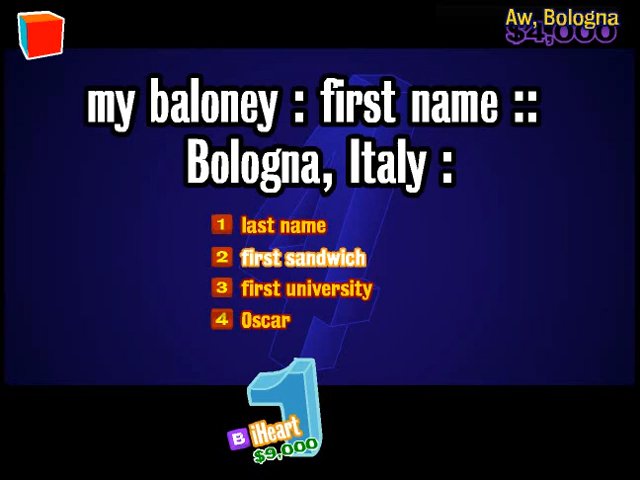 Aw, Bologna
$4,000
my baloney : first name ::
Bologna, Italy :
1 last name
2 first sandwich
3 first university
4 Oscar
1
B iHeart
$9,000